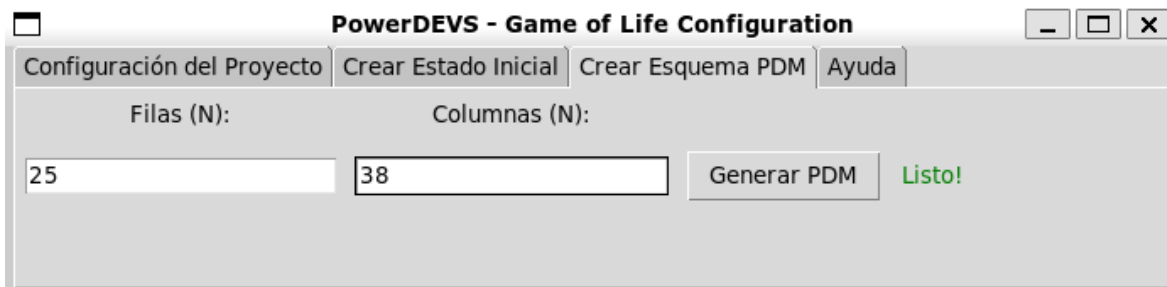 PowerDEVS - Game of Life Configuration
Configuración del Proyecto Crear Estado Inicial Crear Esquema PDM Ayuda
Filas (N): Columnas (N):
25 38 Generar PDM Listo!